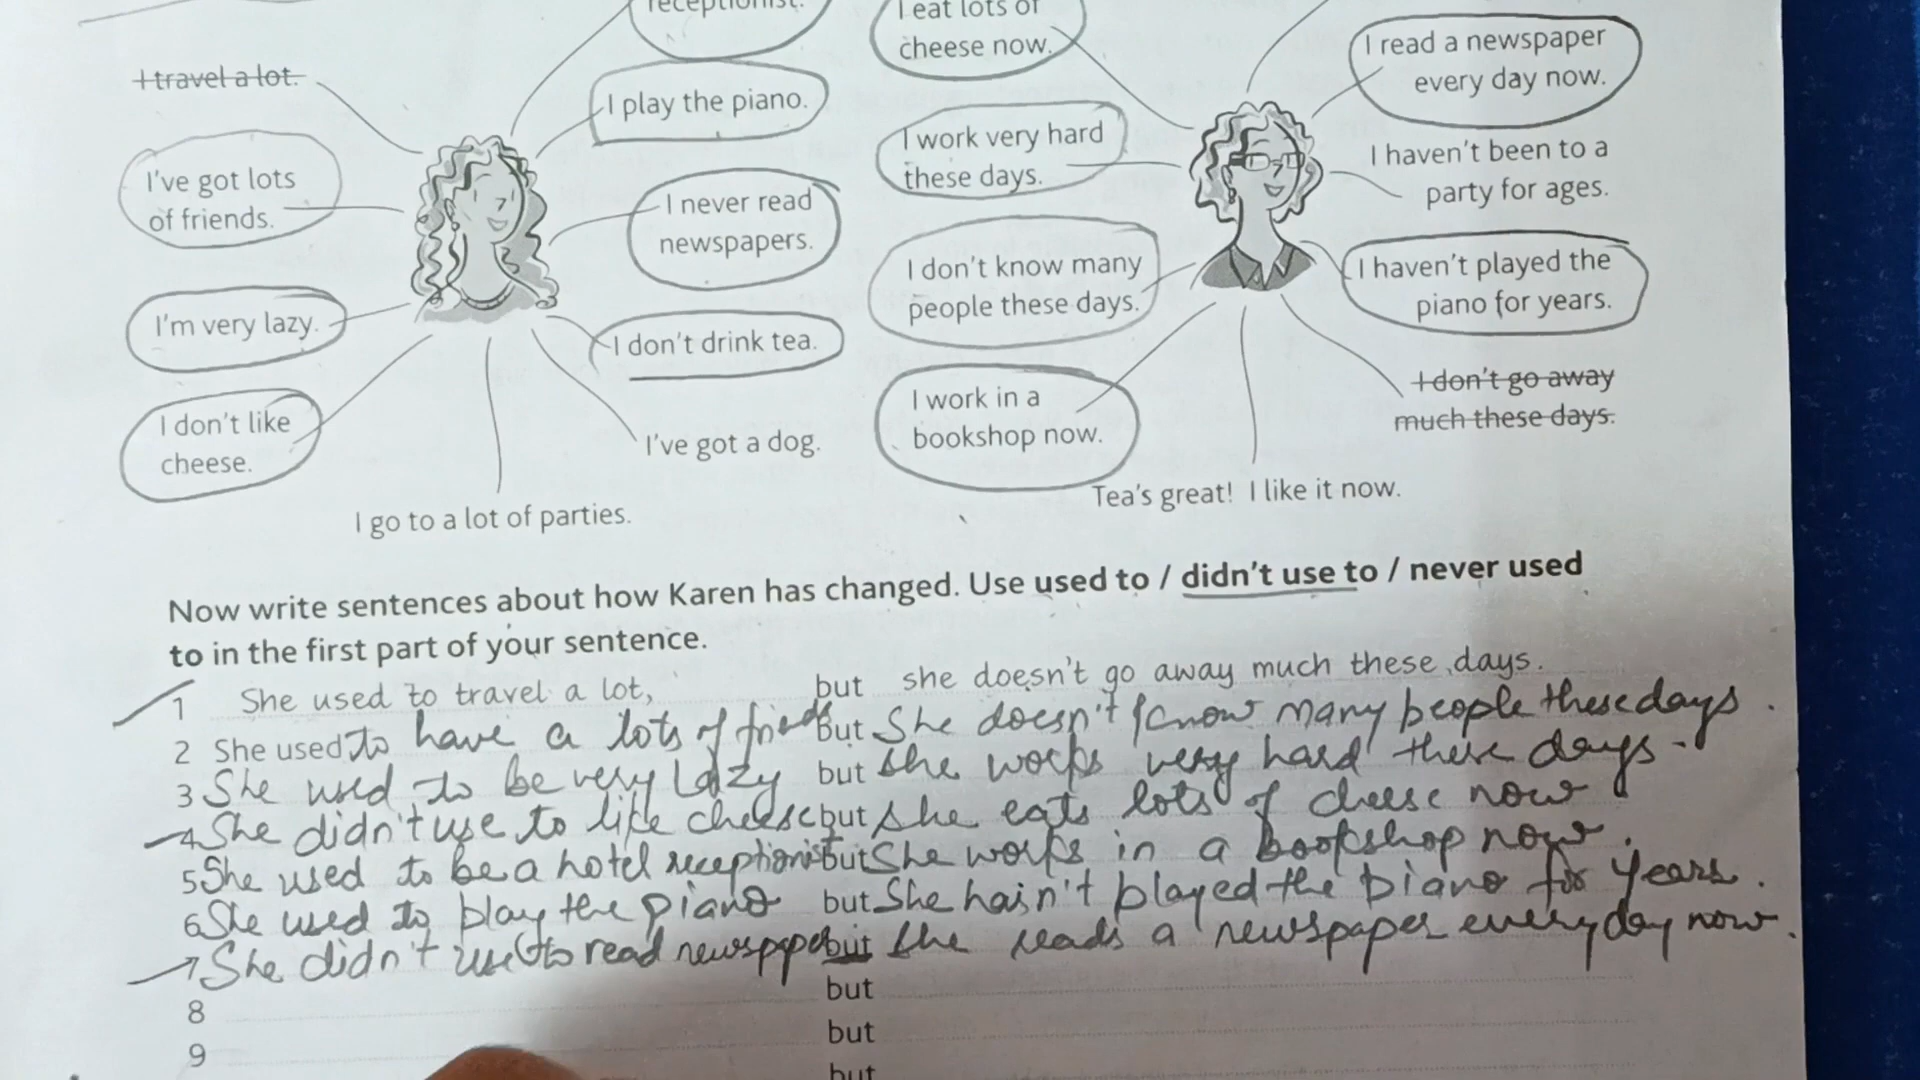 receptionist.
I eat lots of
cheese now.
I read a newspaper
every day now.
I travel a lot.
I play the piano.
I work very hard
these days.
I haven't been to a
party for ages.
I've got lots
of friends.
I never read
newspapers.
I don't know many
people these days.
I haven't played the
piano for years.
I'm very lazy.
I don't drink tea.
I don't go away
much these days.
I don't like
cheese.
I've got a dog.
I work in a
bookshop now.
I go to a lot of parties.
Tea's great! I like it now.
Now write sentences about how Karen has changed. Use used to / didn't use to / never used
to in the first part of your sentence.
1 She used to travel a lot, but she doesn't go away much these days.
2 She used to have a lots of friends but She doesn't know many people these days.
3 She used to be very Lazy but She works very hard these days.
4 She didn't use to like cheese but she eats lots of cheese now
5 She used to be a hotel receptionist but She works in a bookshop now.
6 She used to play the piano but She hasn't played the piano for years.
7 She didn't use to read newspaper but She reads a newspaper every day now.
8 but
9 but
but